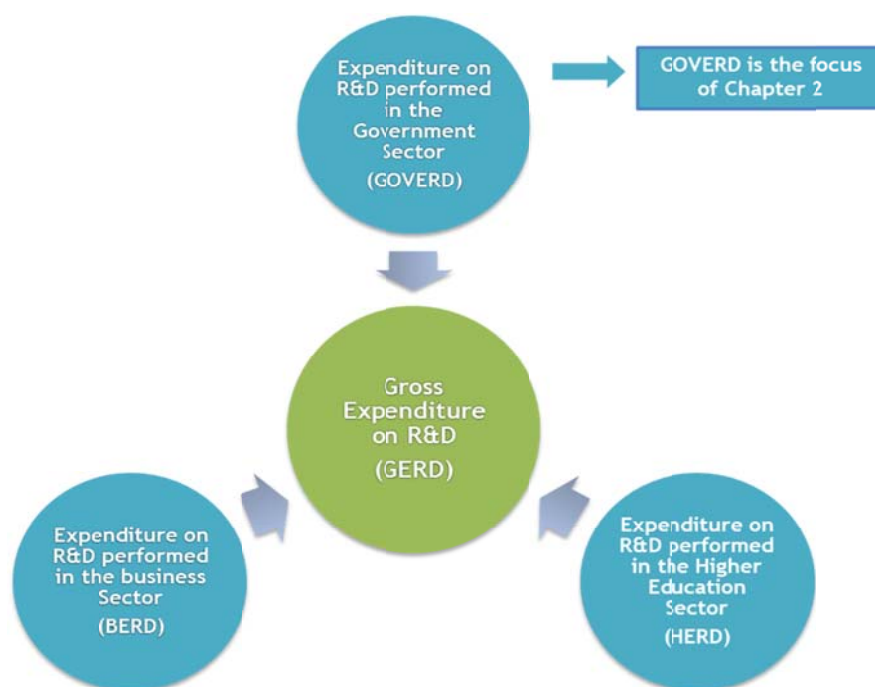 Expenditure on
R&D performed
in the
Government
Sector
(GOVERD)
GOVERD is the focus
of Chapter 2
Gross
Expenditure
on R&D
(GERD)
Expenditure on
R&D performed
in the business
Sector
(BERD)
Expenditure on
R&D performed
in the Higher
Education
Sector
(HERD)